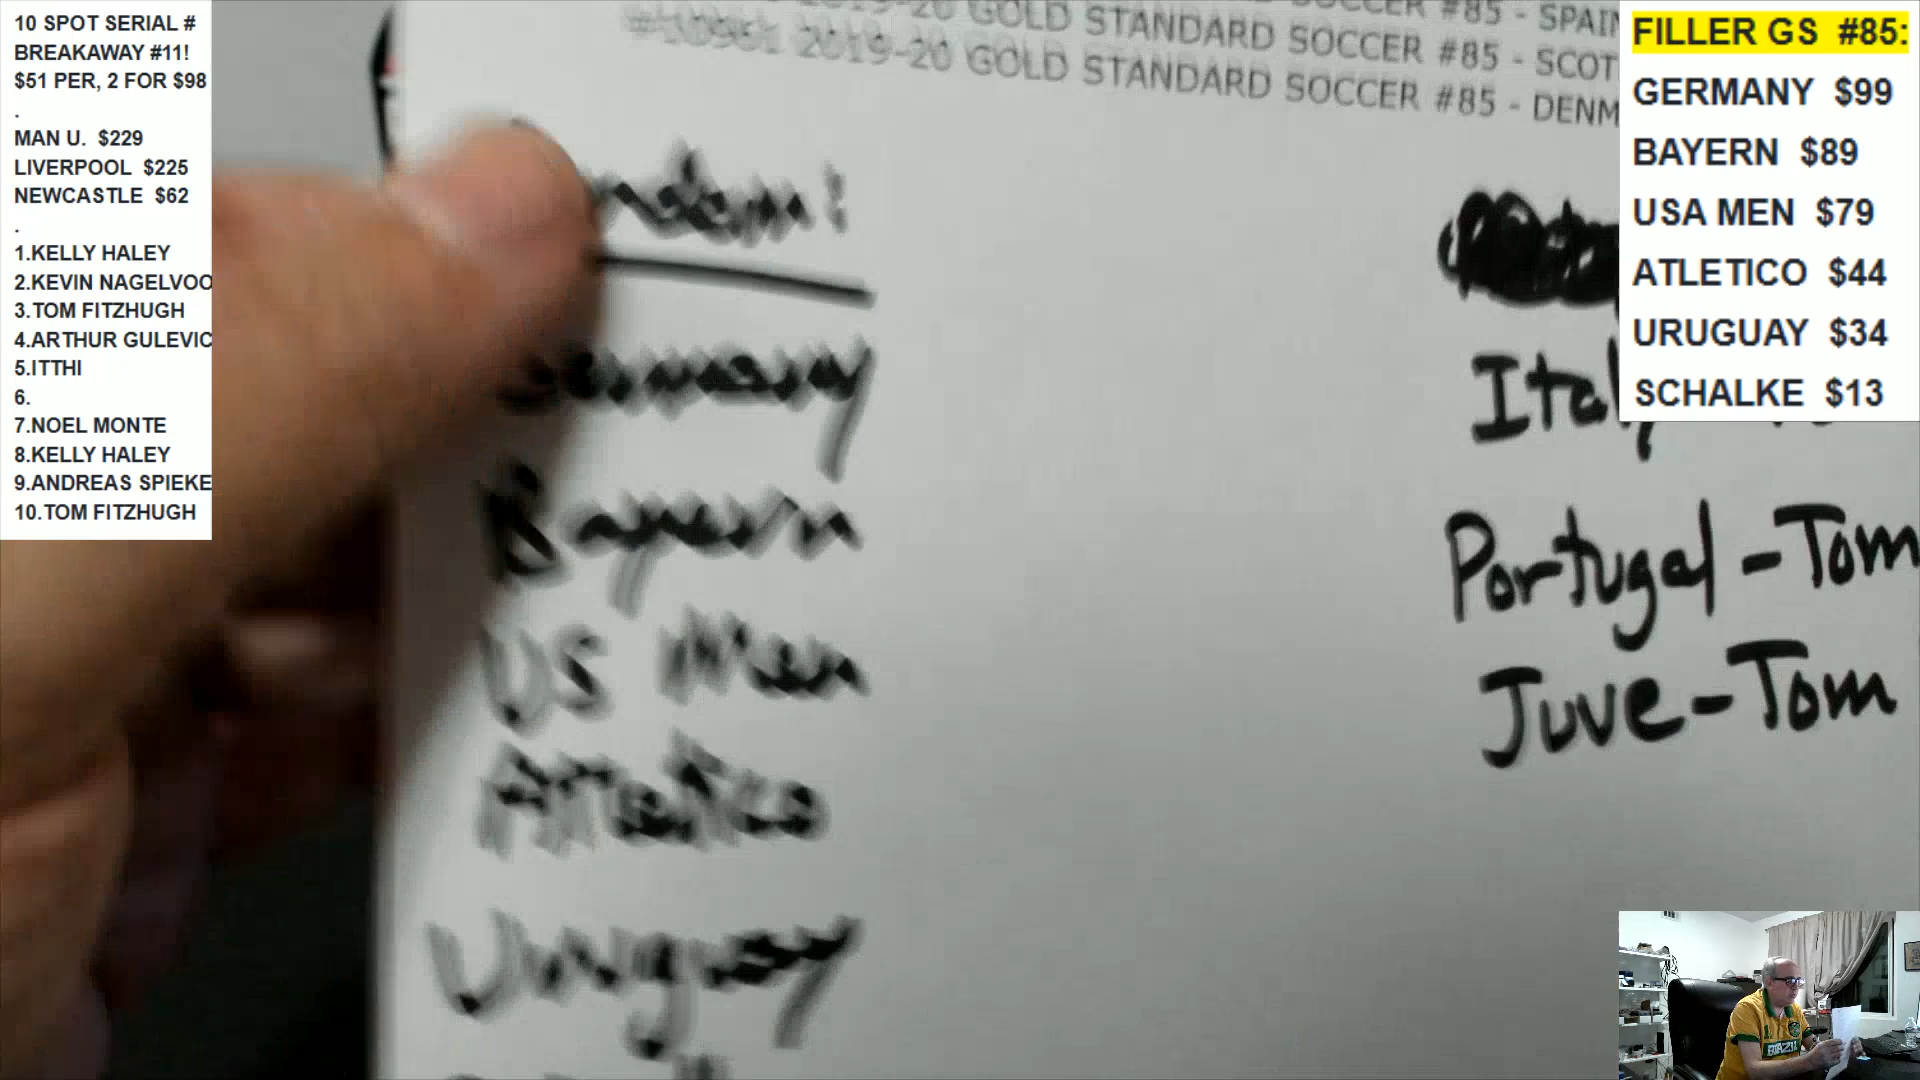 10 SPOT SERIAL #
BREAKAWAY #11!
$51 PER, 2 FOR $98
.
MAN U. $229
LIVERPOOL $225
NEWCASTLE $62
.
1.KELLY HALEY
2.KEVIN NAGELVOO
3.TOM FITZHUGH
4.ARTHUR GULEVIC
5.ITTHI
6.
7.NOEL MONTE
8.KELLY HALEY
9.ANDREAS SPIEKE
10.TOM FITZHUGH
2019-20 GOLD STANDARD SOCCER #85 - SPAIN
GOLD STANDARD SOCCER #85 - SCOT
#10961 2019-20 GOLD STANDARD SOCCER #85 - DENM
Bayern
US Men
Atletico
Uruguay
Portugal - Tom
Juve - Tom
FILLER GS #85:
GERMANY $99
BAYERN $89
USA MEN $79
ATLETICO $44
URUGUAY $34
SCHALKE $13
BRAZIL